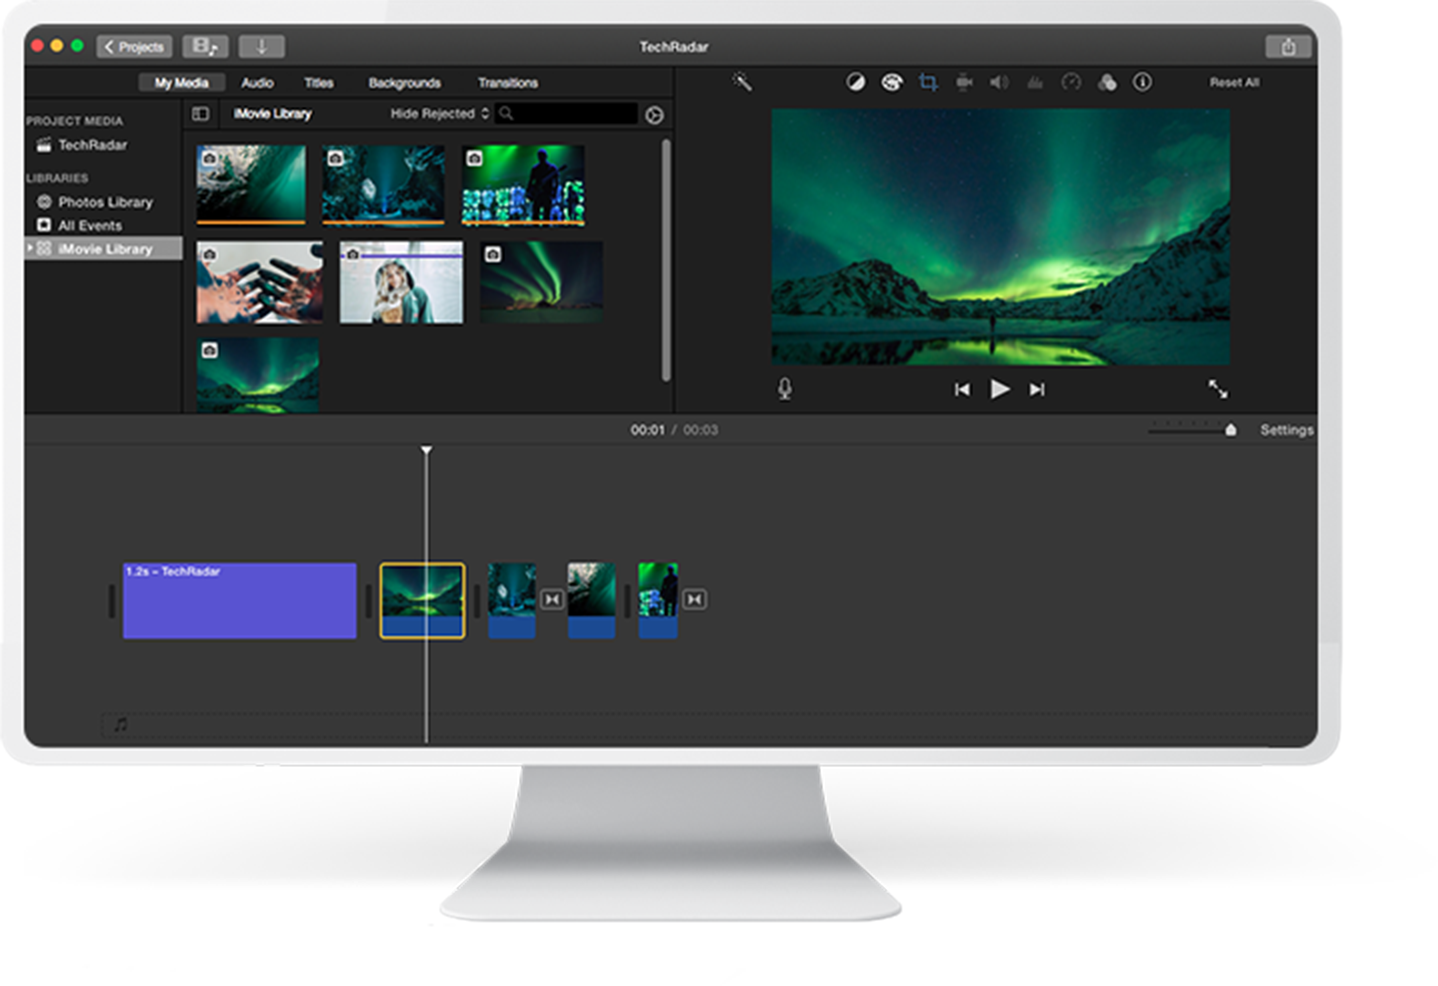 Projects
TechRadar
My Media Audio Titles Backgrounds Transitions
Reset All
PROJECT MEDIA
TechRadar
LIBRARIES
Photos Library
All Events
iMovie Library
iMovie Library Hide Rejected
00:01 / 00:03
Settings
1.2s – TechRadar